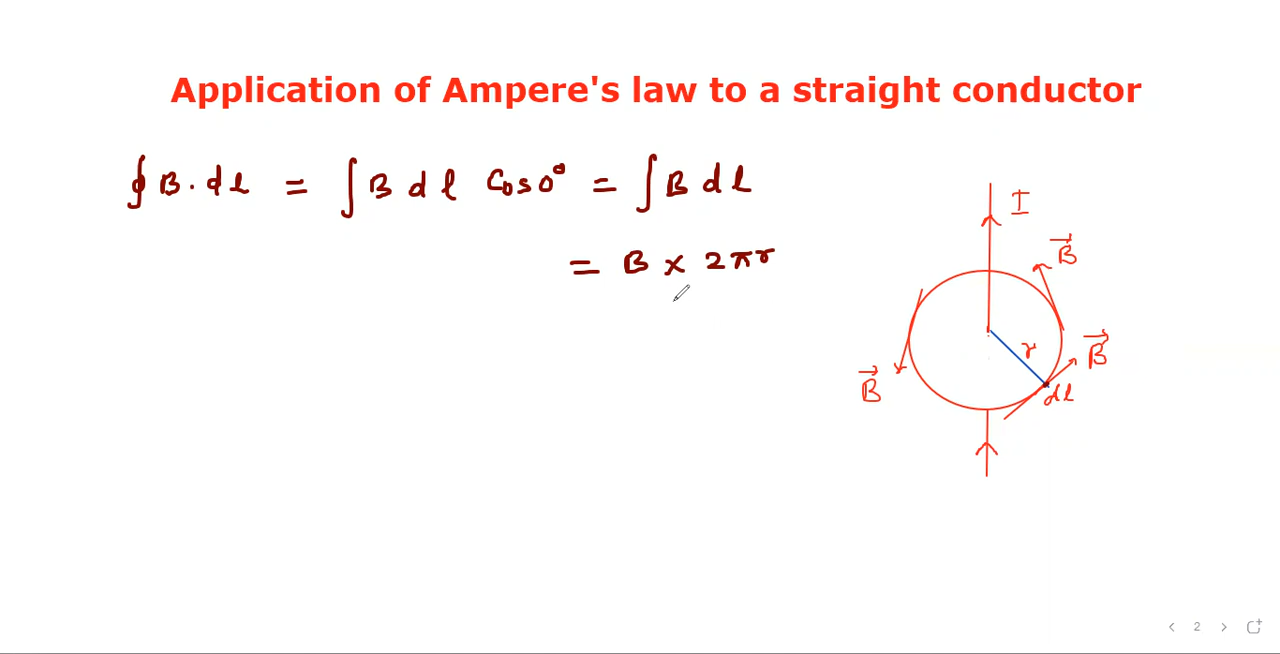 Application of Ampere's law to a straight conductor
∮ B . dl = ∫ B dl Cos0° = ∫ B dl
= B × 2πr
I
B⃗
B⃗
r
B⃗
dl
2